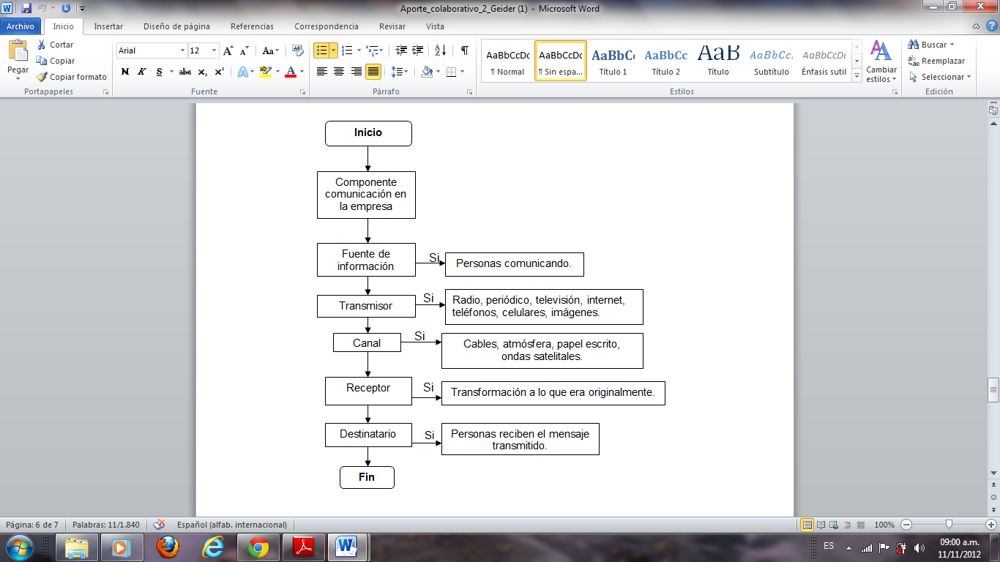 Aporte_colaborativo_2_Geider (1) - Microsoft Word
Archivo Inicio Insertar Diseño de página Referencias Correspondencia Revisar Vista
Pegar
Cortar
Copiar
Copiar formato
Portapapeles
Arial 12
N K S abc x₂ x² A ab A
Fuente
Párrafo
AaBbCcDc AaBbCcDc AaBbCc AaBbCc AaB AaBbCc. AaBbCcDc
¶ Normal ¶ Sin espa... Título 1 Título 2 Título Subtítulo Énfasis sutil
Cambiar
estilos
Estilos
Buscar
Reemplazar
Seleccionar
Edición
Inicio
Componente
comunicación en
la empresa
Fuente de
información
Si
Personas comunicando.
Transmisor
Si
Radio, periódico, televisión, internet,
teléfonos, celulares, imágenes.
Canal
Si
Cables, atmósfera, papel escrito,
ondas satelitales.
Receptor
Si
Transformación a lo que era originalmente.
Destinatario
Si
Personas reciben el mensaje
transmitido.
Fin
Página: 6 de 7 Palabras: 11/1.840 Español (alfab. internacional) 100%
ES
09:00 a.m.
11/11/2012